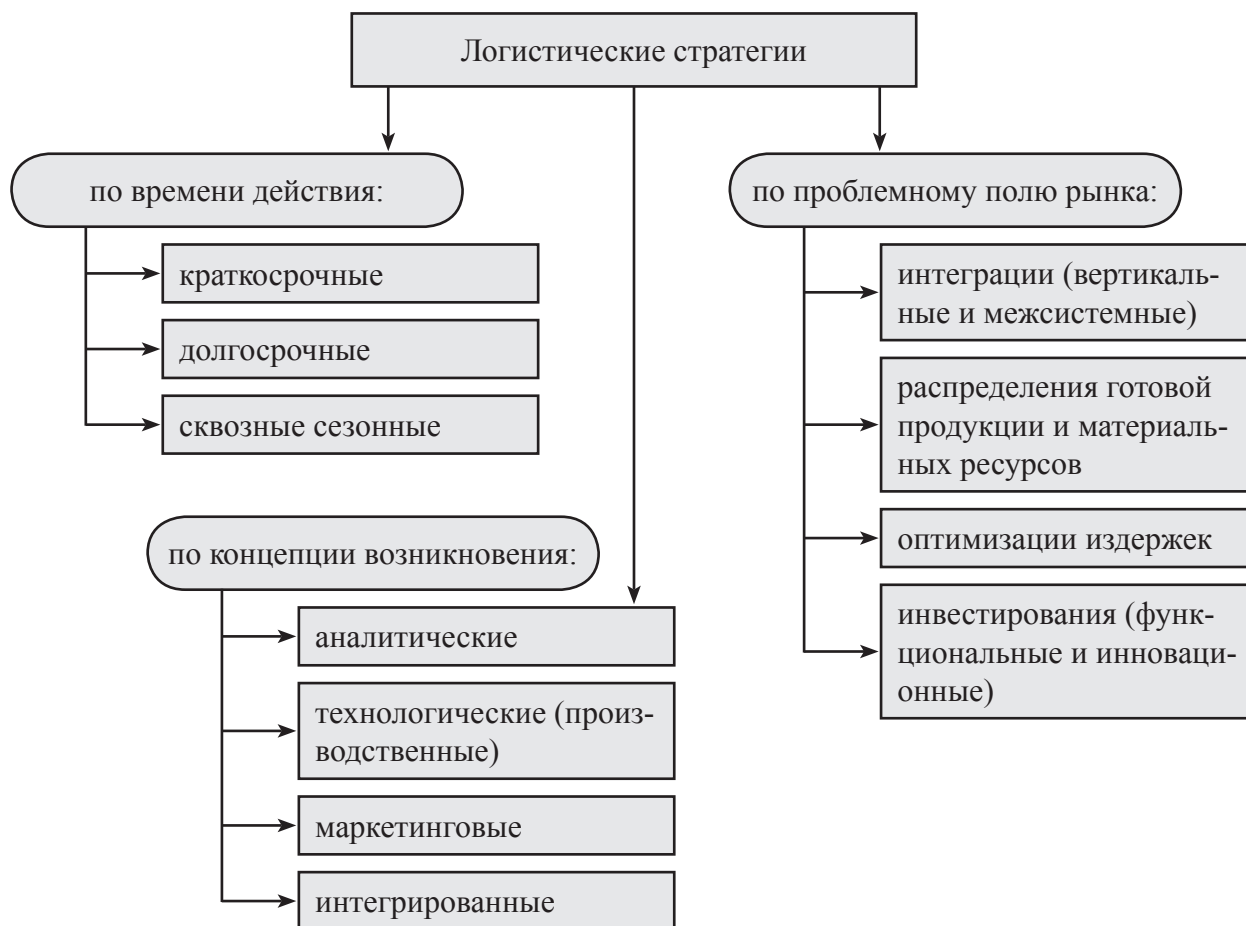 Логистические стратегии
по времени действия:
краткосрочные
долгосрочные
сквозные сезонные
по концепции возникновения:
аналитические
технологические (произ-
водственные)
маркетинговые
интегрированные
по проблемному полю рынка:
интеграции (вертикаль-
ные и межсистемные)
распределения готовой
продукции и материаль-
ных ресурсов
оптимизации издержек
инвестирования (функ-
циональные и инноваци-
онные)